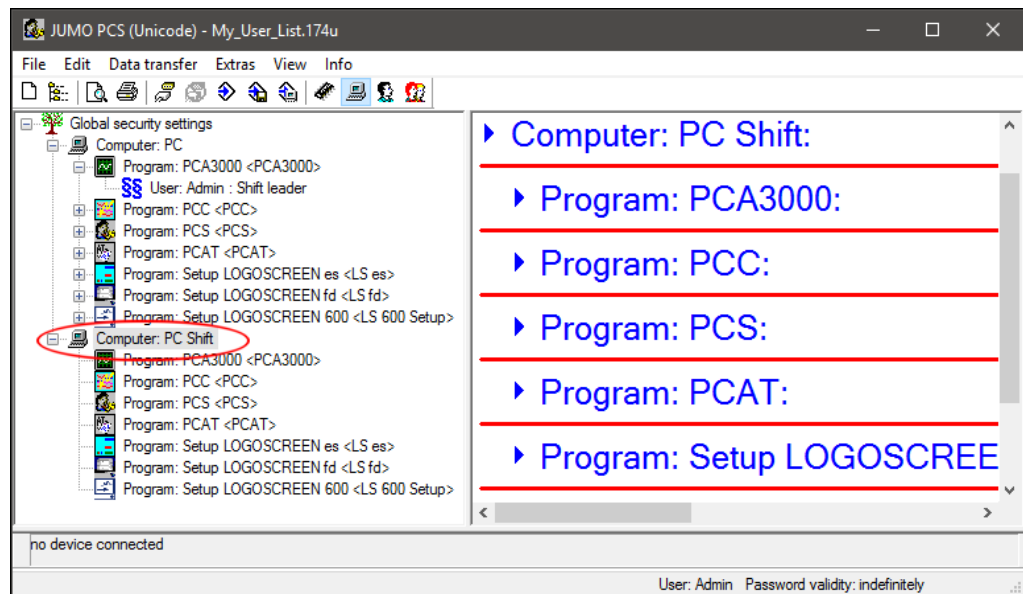 JUMO PCS (Unicode) - My_User_List.174u
File Edit Data transfer Extras View Info
Global security settings
Computer: PC
Program: PCA3000 <PCA3000>
User: Admin : Shift leader
Program: PCC <PCC>
Program: PCS <PCS>
Program: PCAT <PCAT>
Program: Setup LOGOSCREEN es <LS es>
Program: Setup LOGOSCREEN fd <LS fd>
Program: Setup LOGOSCREEN 600 <LS 600 Setup>
Computer: PC Shift
Program: PCA3000 <PCA3000>
Program: PCC <PCC>
Program: PCS <PCS>
Program: PCAT <PCAT>
Program: Setup LOGOSCREEN es <LS es>
Program: Setup LOGOSCREEN fd <LS fd>
Program: Setup LOGOSCREEN 600 <LS 600 Setup>
Computer: PC Shift:
Program: PCA3000:
Program: PCC:
Program: PCS:
Program: PCAT:
Program: Setup LOGOSCREE
no device connected
User: Admin Password validity: indefinitely